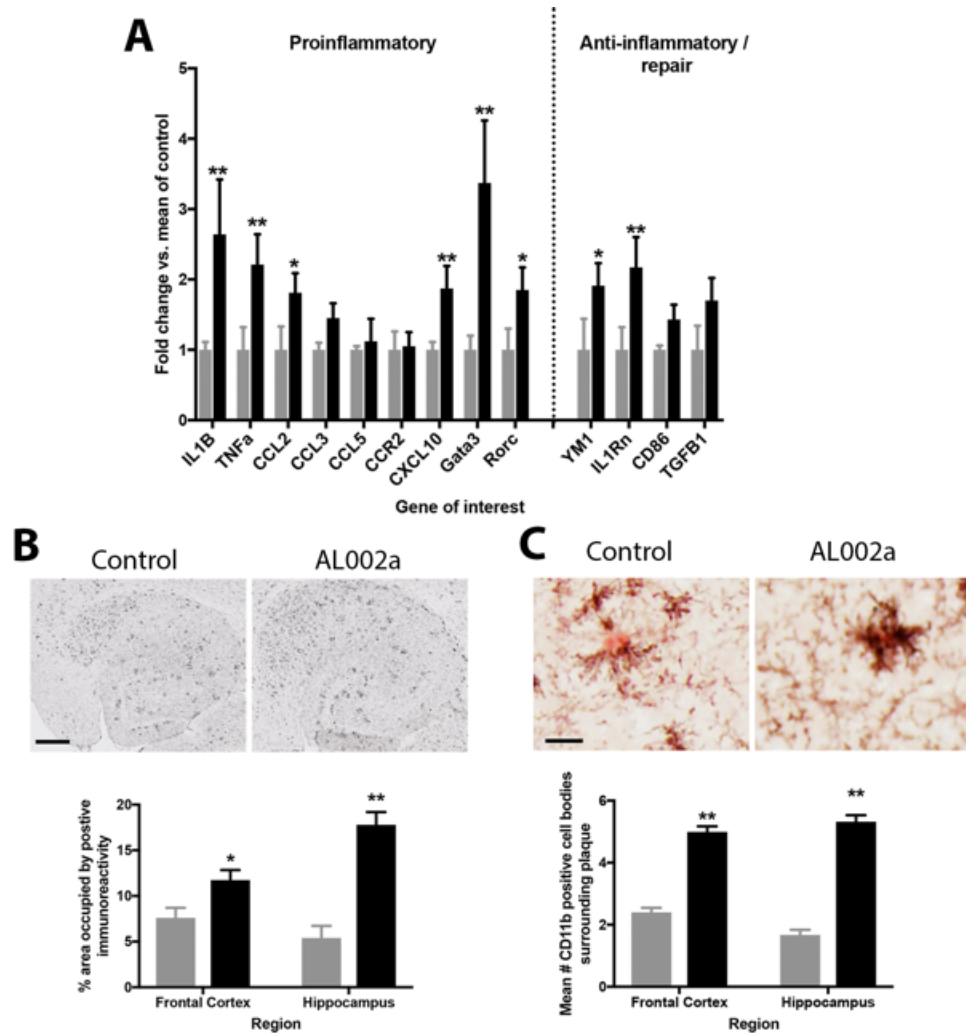 A
Proinflammatory
Anti-inflammatory /
repair
Fold change vs. mean of control
5
4
3
2
1
0
**
**
*
**
**
*
*
**
IL1B
TNFa
CCL2
CCL3
CCL5
CCR2
CXCL10
Gata3
Rorc
YM1
IL1Rn
CD86
TGFB1
Gene of interest
B
Control
AL002a
% area occupied by postive
immunoreactivity
20
15
10
5
0
*
**
Frontal Cortex
Hippocampus
Region
C
Control
AL002a
Mean # CD11b positive cell bodies
surrounding plaque
6
4
2
0
**
**
Frontal Cortex
Hippocampus
Region